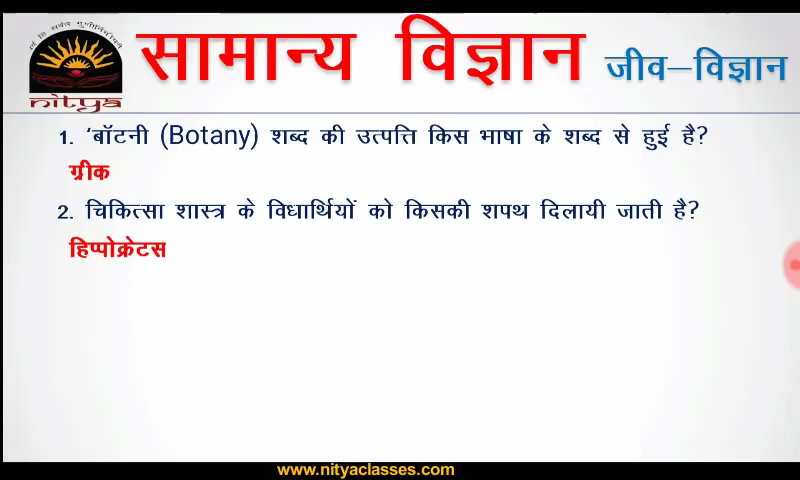 सामान्य विज्ञान जीव-विज्ञान
nitya
1. 'बॉटनी (Botany) शब्द की उत्पत्ति किस भाषा के शब्द से हुई है?
ग्रीक
2. चिकित्सा शास्त्र के विधार्थियों को किसकी शपथ दिलायी जाती है?
हिप्पोक्रेटस
www.nityaclasses.com